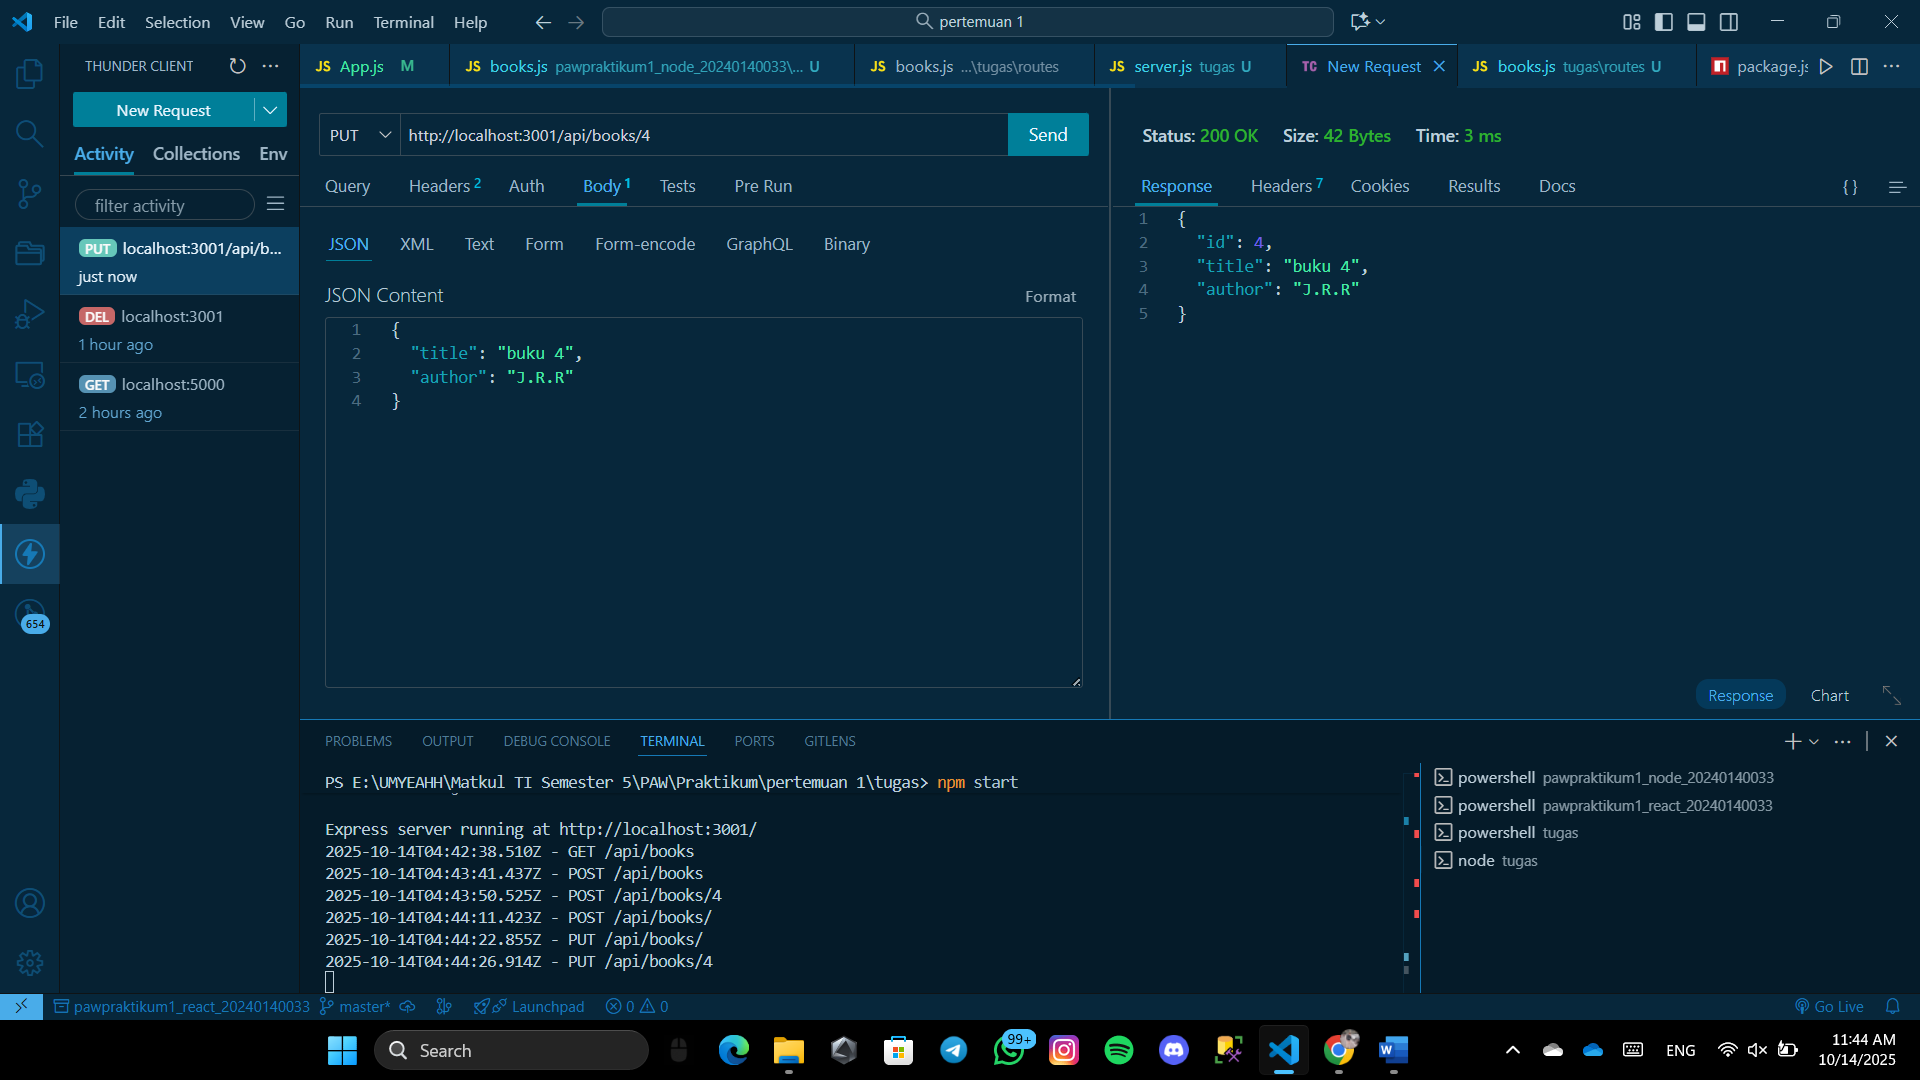 File Edit Selection View Go Run Terminal Help
pertemuan 1
THUNDER CLIENT
New Request
Activity Collections Env
filter activity
PUT localhost:3001/api/b...
just now
DEL localhost:3001
1 hour ago
GET localhost:5000
2 hours ago
654
JS App.js M
JS books.js pawpraktikum1_node_20240140033\... U
JS books.js ...\tugas\routes
JS server.js tugas U
TC New Request
JS books.js tugas\routes U
package.js
PUT http://localhost:3001/api/books/4 Send
Query Headers 2 Auth Body 1 Tests Pre Run
JSON XML Text Form Form-encode GraphQL Binary
JSON Content Format
1 {
2 "title": "buku 4",
3 "author": "J.R.R"
4 }
Status: 200 OK Size: 42 Bytes Time: 3 ms
Response Headers 7 Cookies Results Docs
{ }
1 {
2 "id": 4,
3 "title": "buku 4",
4 "author": "J.R.R"
5 }
Response Chart
PROBLEMS OUTPUT DEBUG CONSOLE TERMINAL PORTS GITLENS
PS E:\UMYEAHH\Matkul TI Semester 5\PAW\Praktikum\pertemuan 1\tugas> npm start
Express server running at http://localhost:3001/
2025-10-14T04:42:38.510Z - GET /api/books
2025-10-14T04:43:41.437Z - POST /api/books
2025-10-14T04:43:50.525Z - POST /api/books/4
2025-10-14T04:44:11.423Z - POST /api/books/
2025-10-14T04:44:22.855Z - PUT /api/books/
2025-10-14T04:44:26.914Z - PUT /api/books/4
powershell pawpraktikum1_node_20240140033
powershell pawpraktikum1_react_20240140033
powershell tugas
node tugas
pawpraktikum1_react_20240140033 master* Launchpad 0 0 Go Live
Search
99+
ENG
11:44 AM
10/14/2025